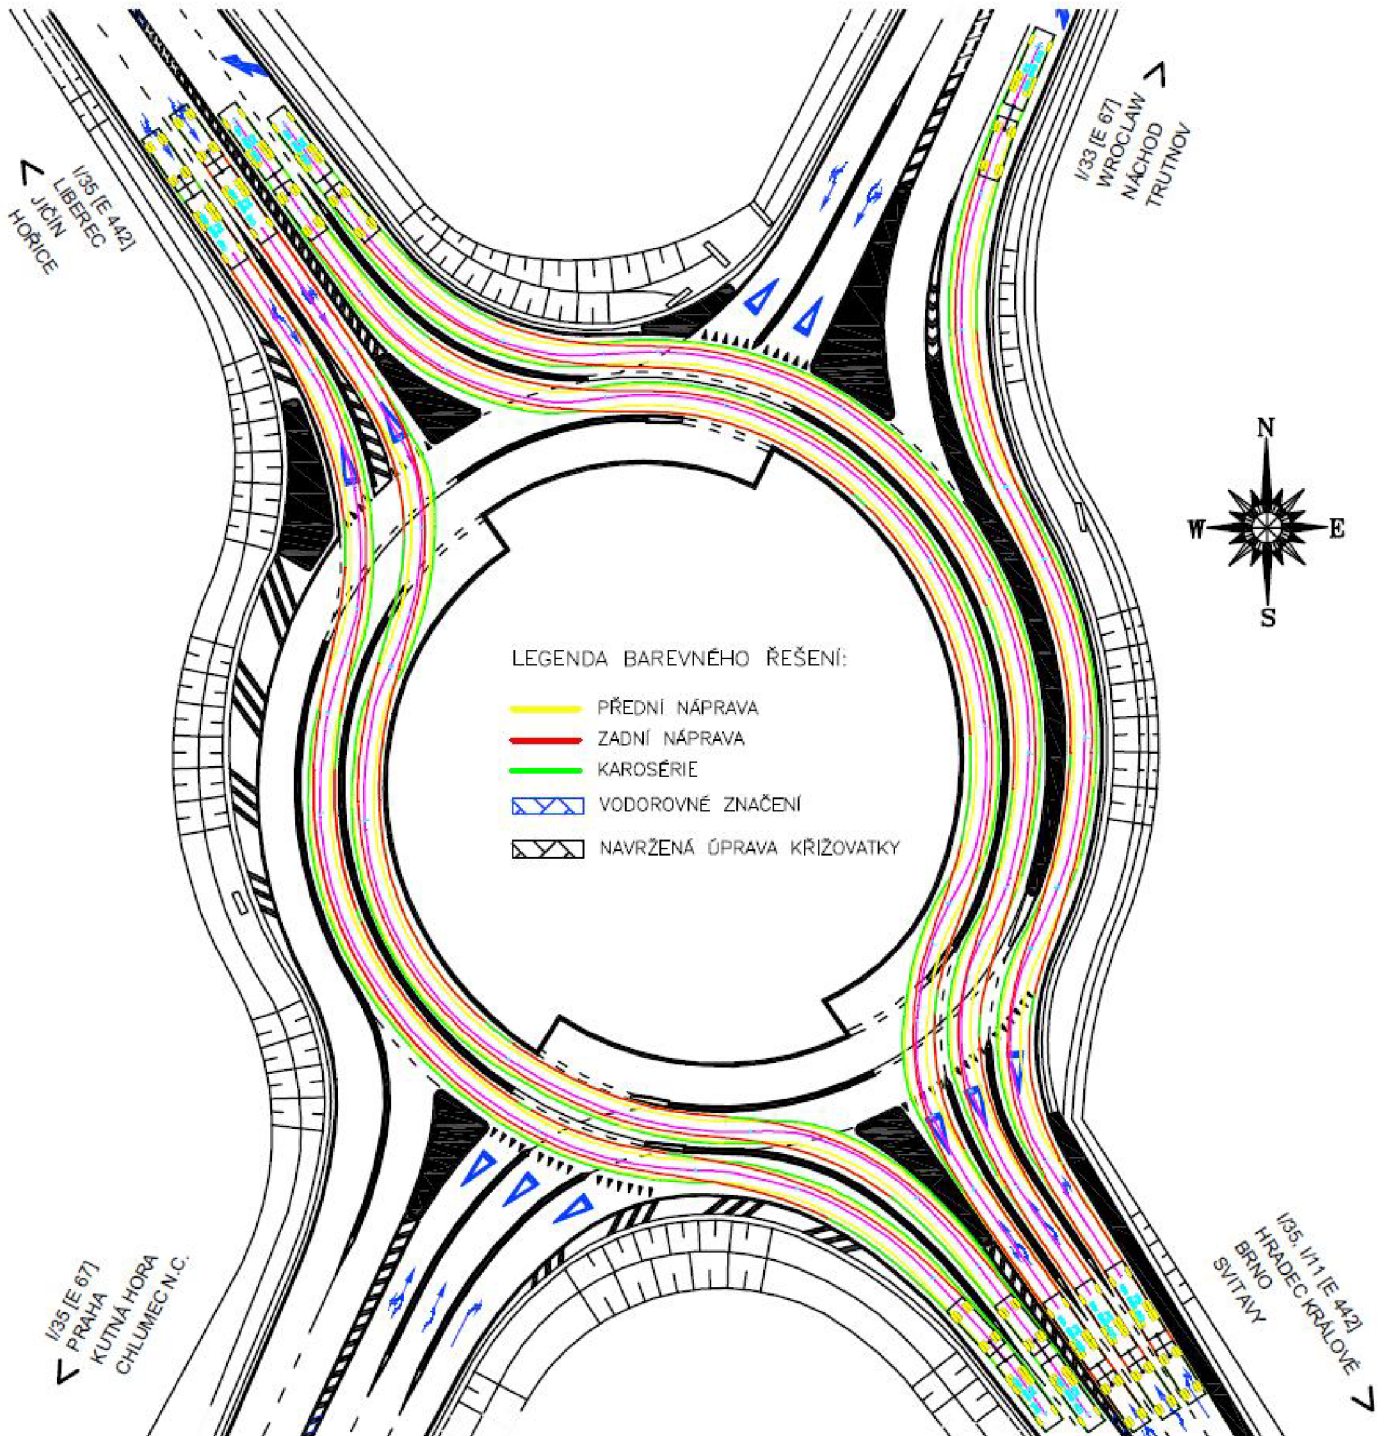 I/35 [E 442]
LIBEREC
JIČÍN
HOŘICE
I/33 [E 67]
WROCLAW
NÁCHOD
TRUTNOV
N
W
E
S
LEGENDA BAREVNÉHO ŘEŠENÍ:
PŘEDNÍ NÁPRAVA
ZADNÍ NÁPRAVA
KAROSÉRIE
VODOROVNÉ ZNAČENÍ
NAVRŽENÁ ÚPRAVA KŘIŽOVATKY
I/35 [E 67]
PRAHA
KUTNÁ HORA
CHLUMEC N.C.
I/35, I/11 [E 442]
HRADEC KRÁLOVÉ
BRNO
SVITAVY